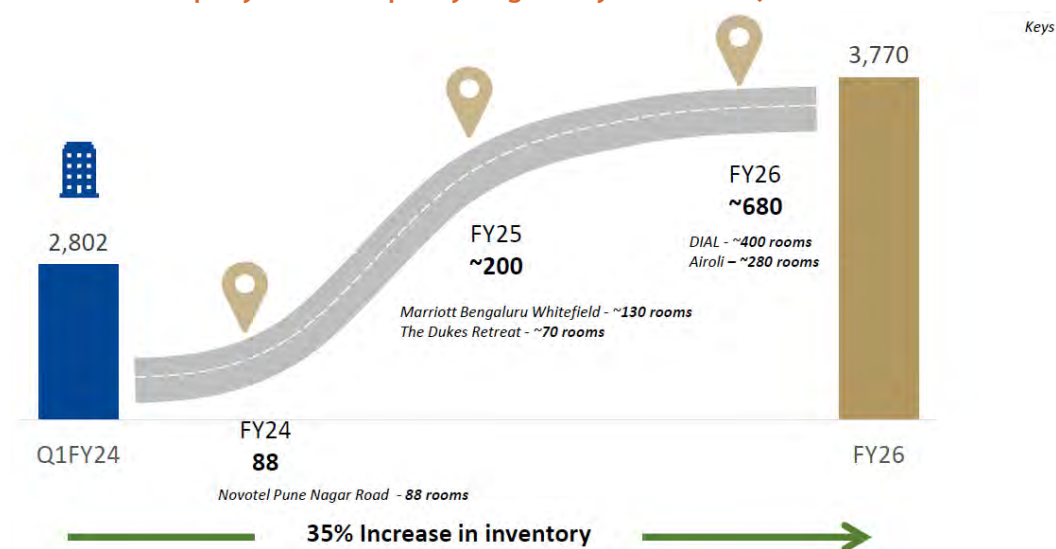 Keys
3,770
2,802
FY26
~680
DIAL - ~400 rooms
Airoli – ~280 rooms
FY25
~200
Marriott Bengaluru Whitefield - ~130 rooms
The Dukes Retreat - ~70 rooms
FY24
88
Novotel Pune Nagar Road - 88 rooms
Q1FY24
FY26
35% Increase in inventory